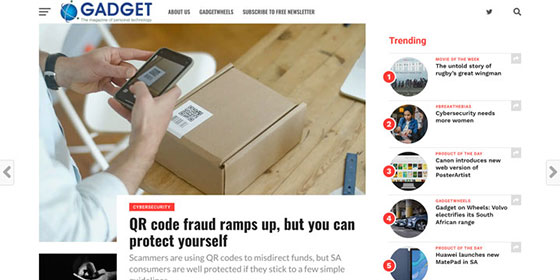 GADGET
The magazine of personal technology
ABOUT US
GADGETWHEELS
SUBSCRIBE TO FREE NEWSLETTER
CYBERSECURITY
QR code fraud ramps up, but you can
protect yourself
Scammers are using QR codes to misdirect funds, but SA
consumers are well protected if they stick to a few simple
guidelines
Trending
1
MOVIE OF THE WEEK
The untold story of
rugby's great wingman
2
#BREAKTHEBIAS
Cybersecurity needs
more women
3
PRODUCT OF THE DAY
Canon introduces new
web version of
PosterArtist
4
GADGETWHEELS
Gadget on Wheels: Volvo
electrifies its South
African range
5
PRODUCT OF THE DAY
Huawei launches new
MatePad in SA